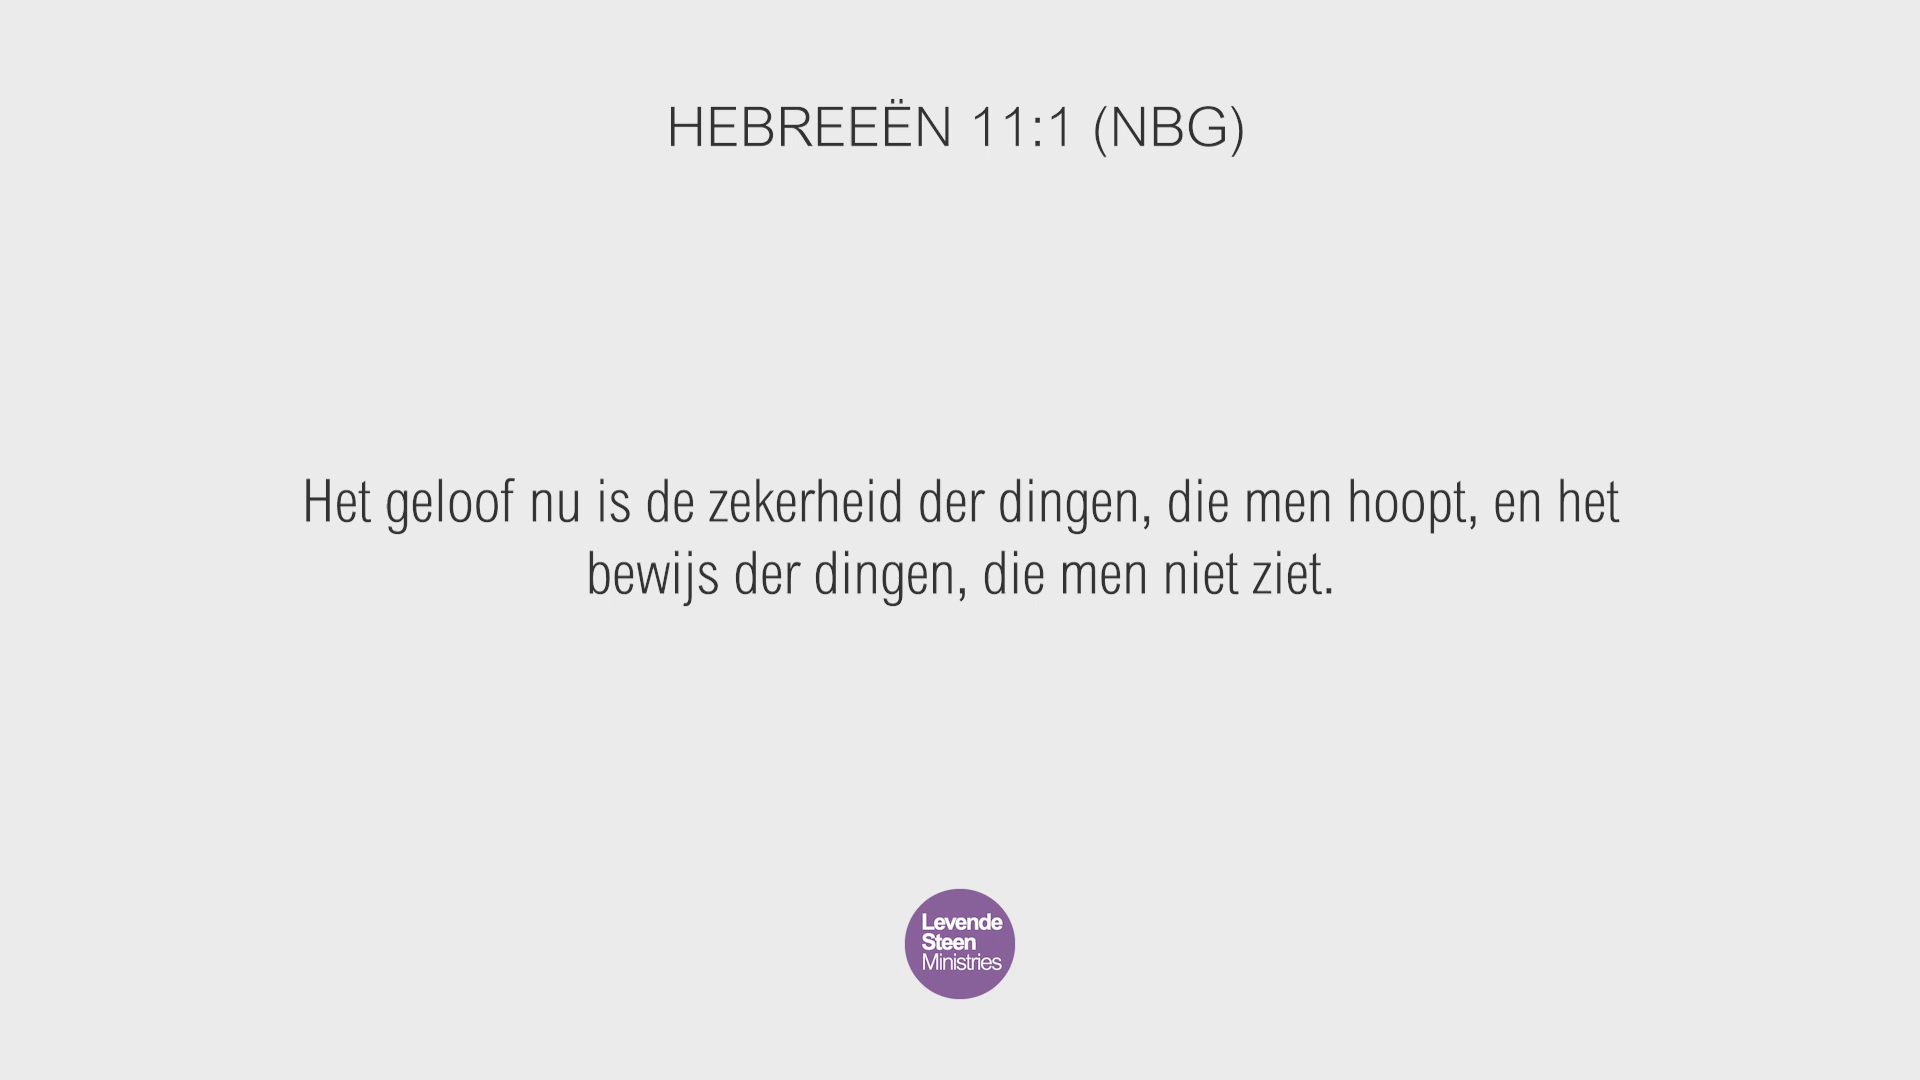 HEBREEËN 11:1 (NBG)
Het geloof nu is de zekerheid der dingen, die men hoopt, en het
bewijs der dingen, die men niet ziet.
Levende
Steen
Ministries